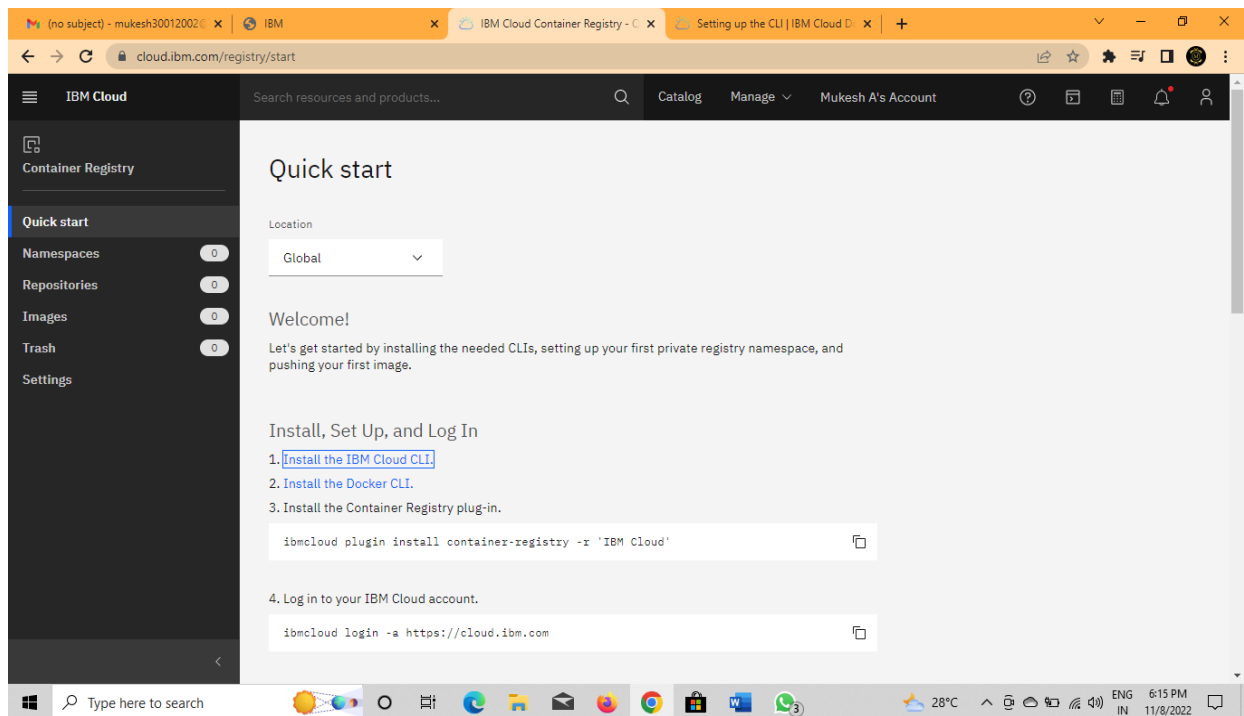 (no subject) - mukesh30012002@
IBM
IBM Cloud Container Registry - C
Setting up the CLI | IBM Cloud D
cloud.ibm.com/registry/start
IBM Cloud
Search resources and products...
Catalog
Manage
Mukesh A's Account
Container Registry
Quick start
Namespaces 0
Repositories 0
Images 0
Trash 0
Settings
Quick start
Location
Global
Welcome!
Let's get started by installing the needed CLIs, setting up your first private registry namespace, and
pushing your first image.
Install, Set Up, and Log In
1. Install the IBM Cloud CLI.
2. Install the Docker CLI.
3. Install the Container Registry plug-in.
ibmcloud plugin install container-registry -r 'IBM Cloud'
4. Log in to your IBM Cloud account.
ibmcloud login -a https://cloud.ibm.com
Type here to search
3
28°C
ENG
IN
6:15 PM
11/8/2022